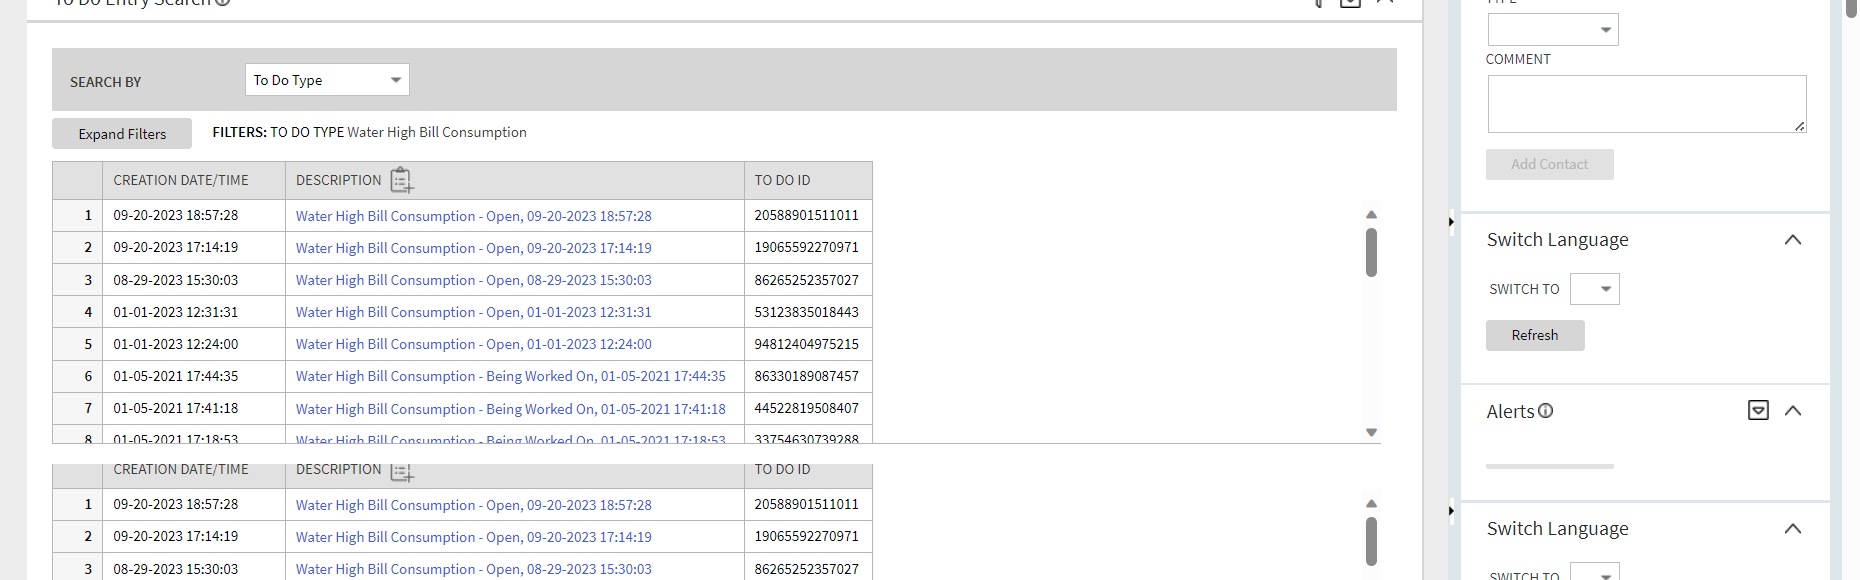 To Do Entry Search
SEARCH BY To Do Type
Expand Filters FILTERS: TO DO TYPE Water High Bill Consumption
CREATION DATE/TIME DESCRIPTION TO DO ID
1 09-20-2023 18:57:28 Water High Bill Consumption - Open, 09-20-2023 18:57:28 20588901511011
2 09-20-2023 17:14:19 Water High Bill Consumption - Open, 09-20-2023 17:14:19 19065592270971
3 08-29-2023 15:30:03 Water High Bill Consumption - Open, 08-29-2023 15:30:03 86265252357027
4 01-01-2023 12:31:31 Water High Bill Consumption - Open, 01-01-2023 12:31:31 53123835018443
5 01-01-2023 12:24:00 Water High Bill Consumption - Open, 01-01-2023 12:24:00 94812404975215
6 01-05-2021 17:44:35 Water High Bill Consumption - Being Worked On, 01-05-2021 17:44:35 86330189087457
7 01-05-2021 17:41:18 Water High Bill Consumption - Being Worked On, 01-05-2021 17:41:18 44522819508407
8 01-05-2021 17:18:53 Water High Bill Consumption - Being Worked On, 01-05-2021 17:18:53 33754630739288
CREATION DATE/TIME DESCRIPTION TO DO ID
1 09-20-2023 18:57:28 Water High Bill Consumption - Open, 09-20-2023 18:57:28 20588901511011
2 09-20-2023 17:14:19 Water High Bill Consumption - Open, 09-20-2023 17:14:19 19065592270971
3 08-29-2023 15:30:03 Water High Bill Consumption - Open, 08-29-2023 15:30:03 86265252357027
TYPE
COMMENT
Add Contact
Switch Language
SWITCH TO
Refresh
Alerts
Switch Language
SWITCH TO